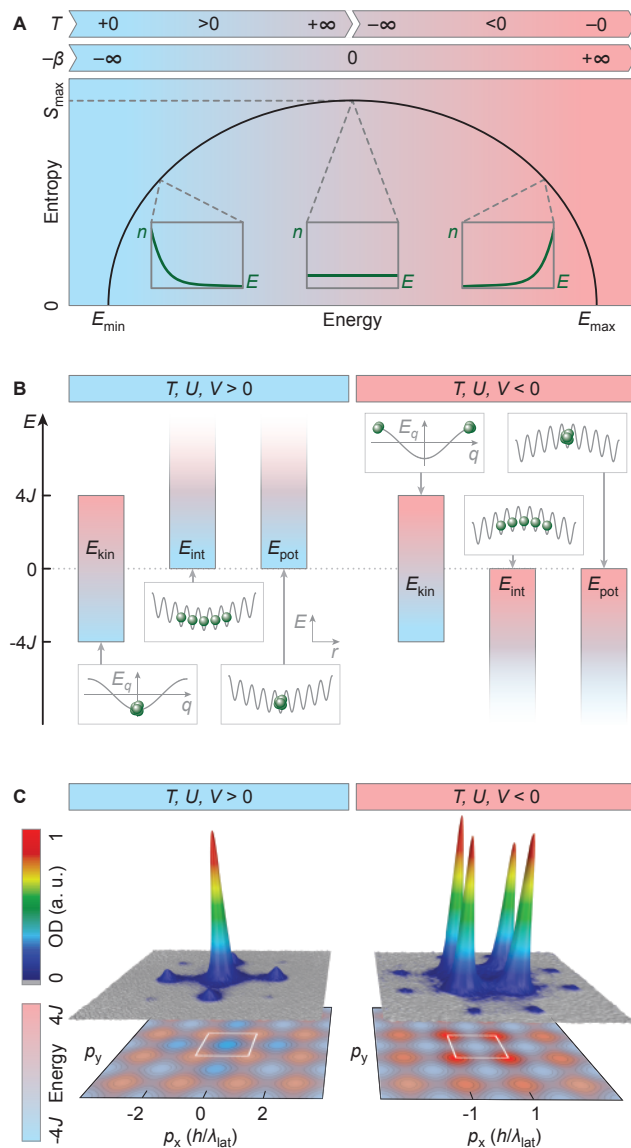 A
T +0 >0 +∞ −∞ <0 −0
−β −∞ 0 +∞
S_max
Entropy
0
n E
n E
n E
E_min Energy E_max
B
T, U, V > 0 T, U, V < 0
E
4J
0
-4J
E_kin E_int E_pot
E_kin E_int E_pot
E_q q
E_q q
E r
C
T, U, V > 0 T, U, V < 0
0 OD (a. u.) 1
-4J Energy 4J
p_y p_y
-2 0 2 -1 1
p_x (h/λ_lat) p_x (h/λ_lat)